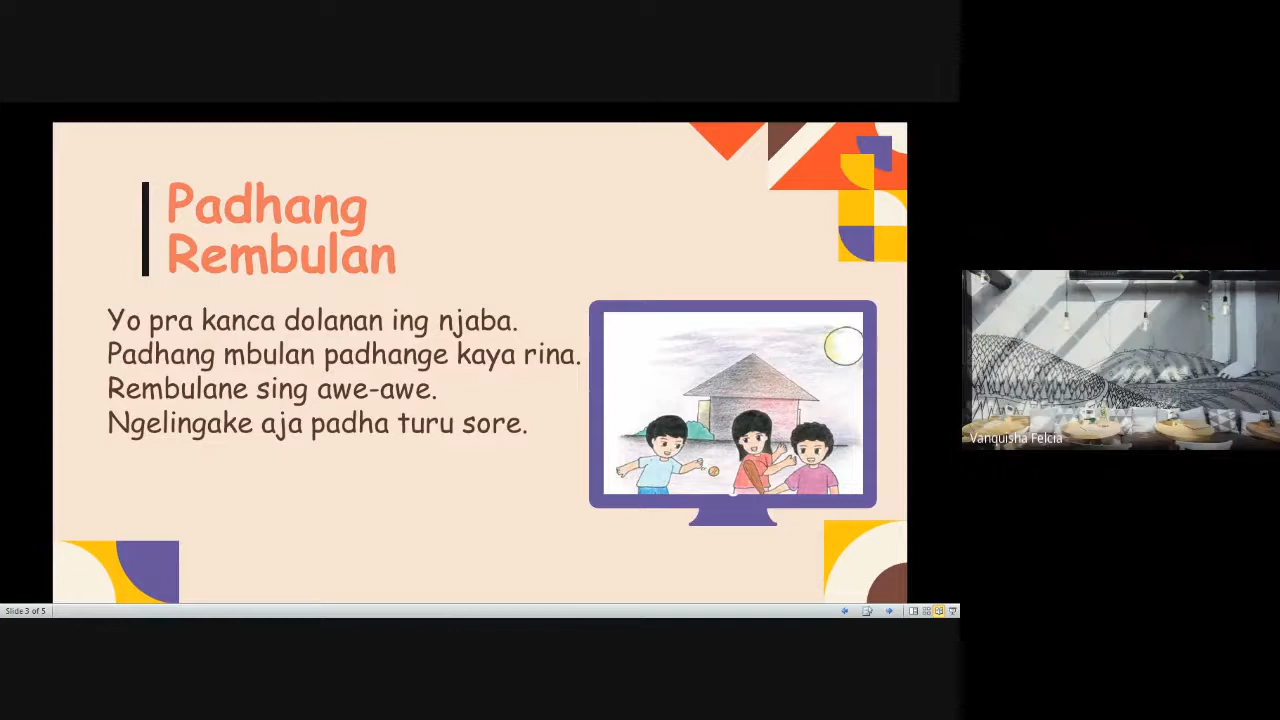 Padhang
Rembulan
Yo pra kanca dolanan ing njaba.
Padhang mbulan padhange kaya rina.
Rembulane sing awe-awe.
Ngelingake aja padha turu sore.
Vanquisha Felcia
Slide 3 of 5